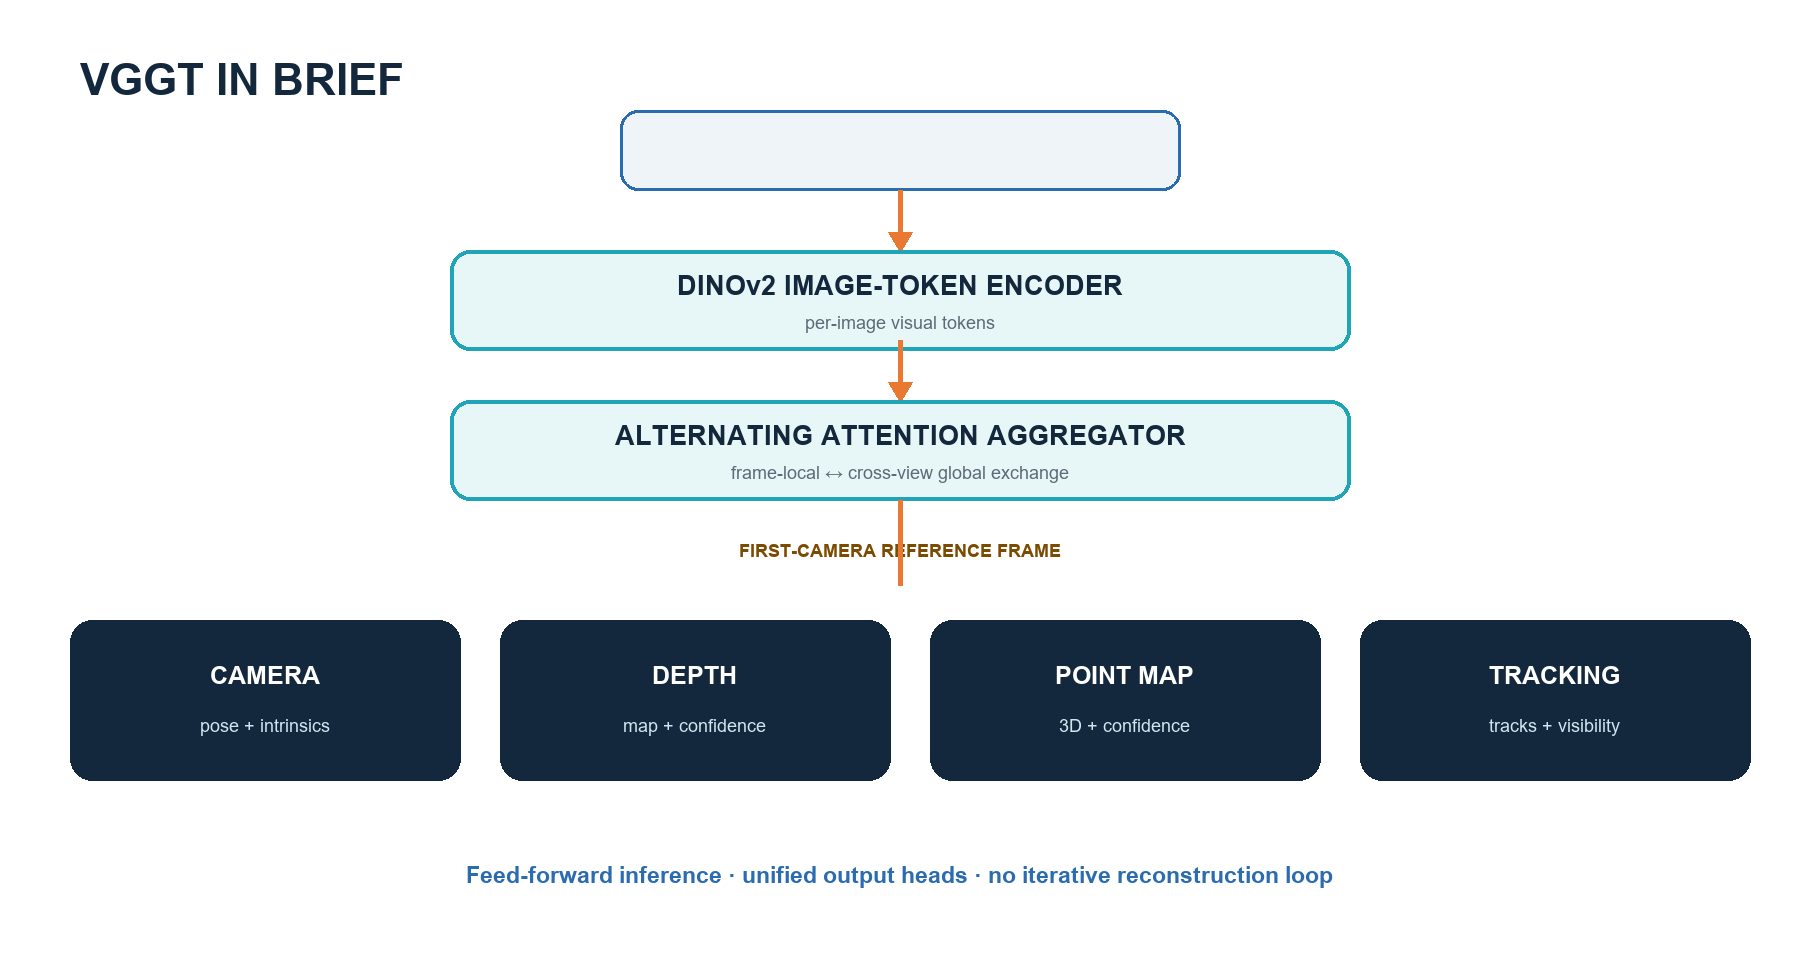 VGGT IN BRIEF
DINOv2 IMAGE-TOKEN ENCODER
per-image visual tokens
ALTERNATING ATTENTION AGGREGATOR
frame-local ↔ cross-view global exchange
FIRST-CAMERA REFERENCE FRAME
CAMERA
pose + intrinsics
DEPTH
map + confidence
POINT MAP
3D + confidence
TRACKING
tracks + visibility
Feed-forward inference · unified output heads · no iterative reconstruction loop